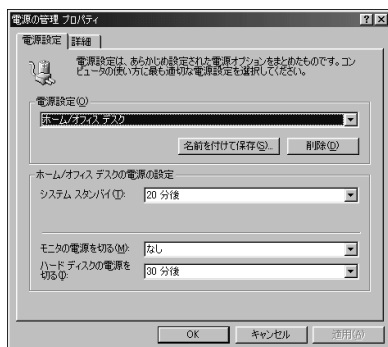 電源の管理 プロパティ
電源設定 詳細
電源設定は、あらかじめ設定された電源オプションをまとめたものです。コン
ピュータの使い方に最も適切な電源設定を選択してください。
電源設定(O)
ホーム/オフィス デスク
名前を付けて保存(S)... 削除(D)
ホーム/オフィス デスクの電源の設定
システム スタンバイ(T): 20 分後
モニタの電源を切る(M): なし
ハード ディスクの電源を
切る(I): 30 分後
OK キャンセル 適用(A)